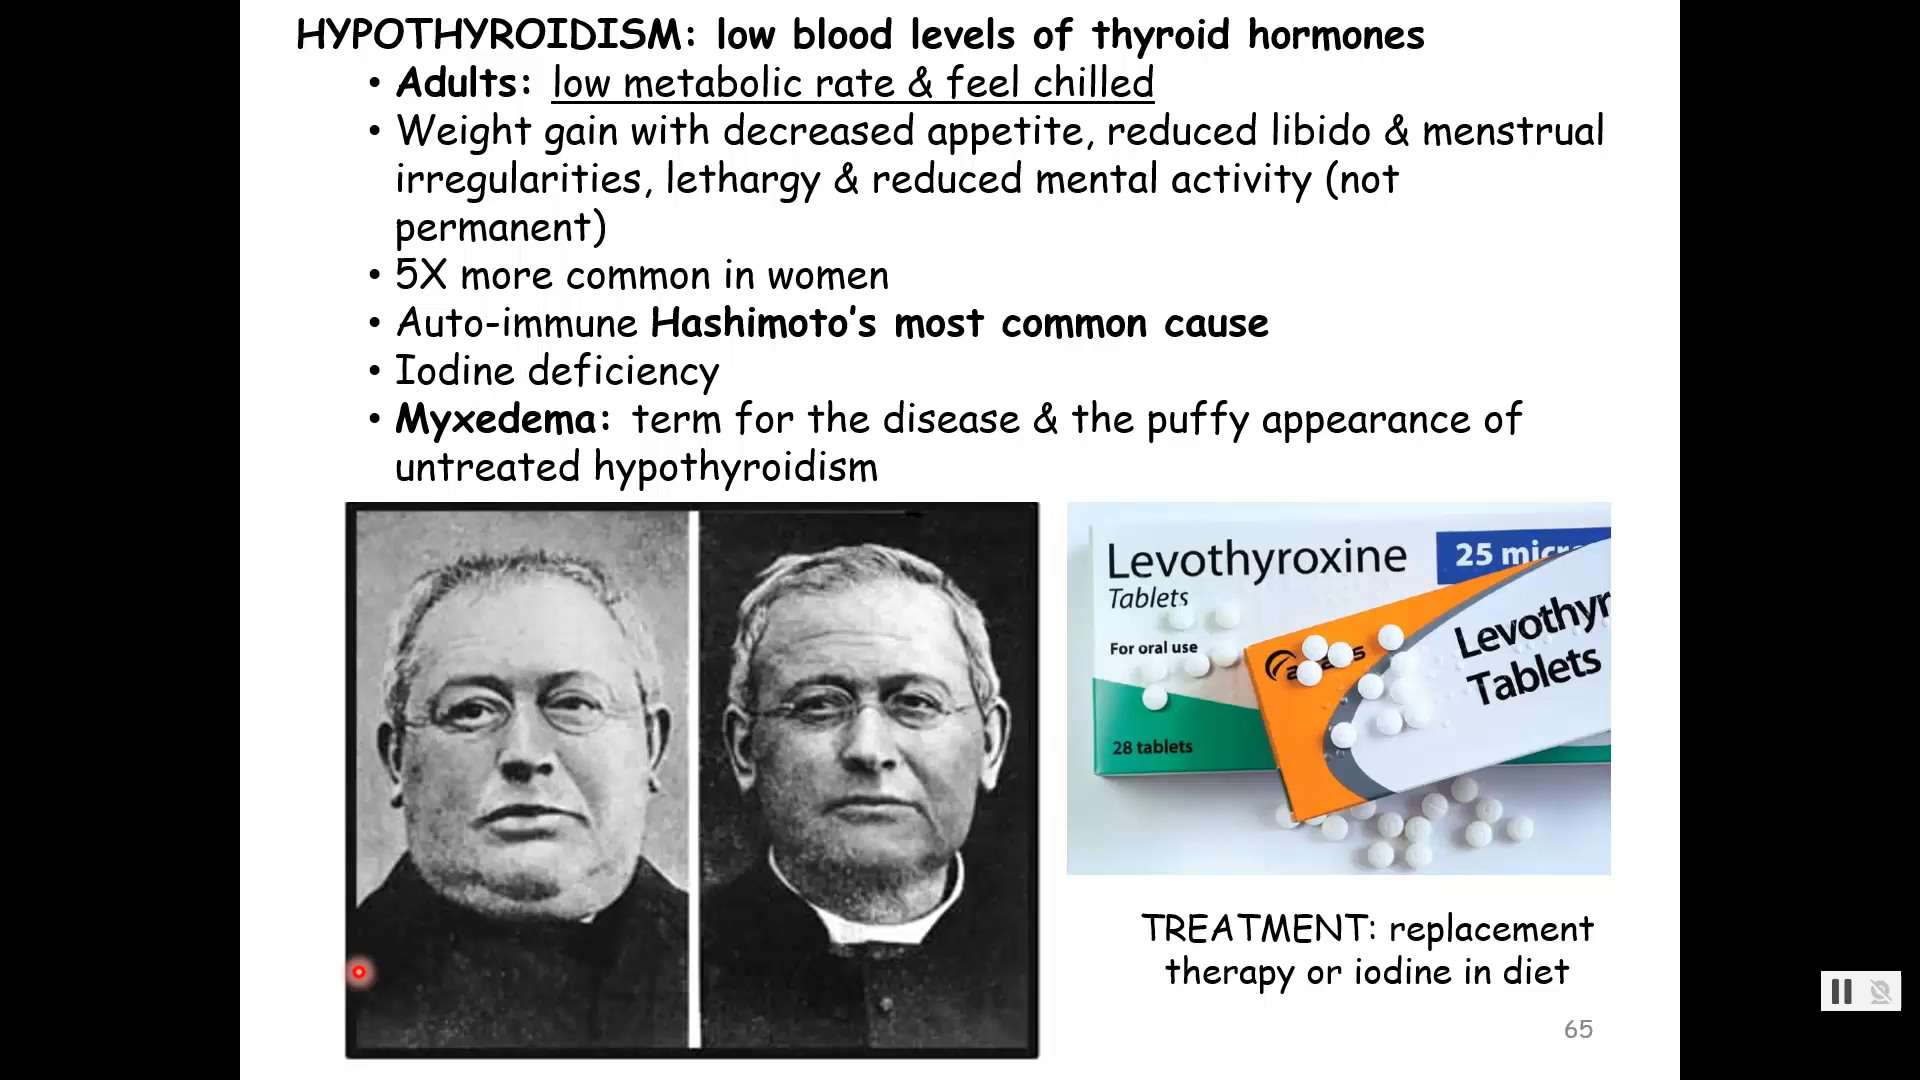 HYPOTHYROIDISM: low blood levels of thyroid hormones
• Adults: low metabolic rate & feel chilled
• Weight gain with decreased appetite, reduced libido & menstrual
irregularities, lethargy & reduced mental activity (not
permanent)
• 5X more common in women
• Auto-immune Hashimoto's most common cause
• Iodine deficiency
• Myxedema: term for the disease & the puffy appearance of
untreated hypothyroidism
Levothyroxine
25 micr
Tablets
For oral use
28 tablets
Levothyr
Tablets
TREATMENT: replacement
therapy or iodine in diet
65